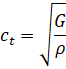 c_t = √(G/ρ)